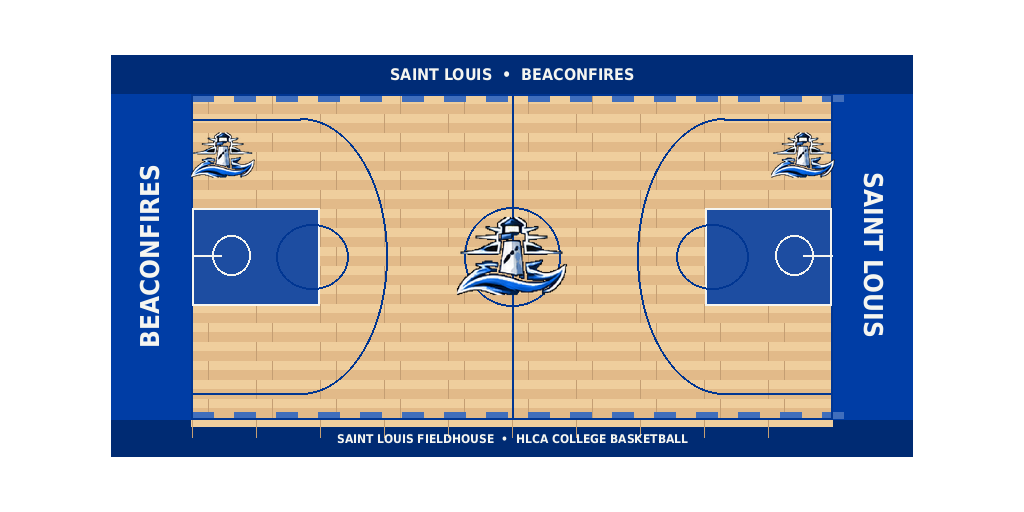 SAINT LOUIS • BEACONFIRES
BEACONFIRES
SAINT LOUIS
SAINT LOUIS FIELDHOUSE • HLCA COLLEGE BASKETBALL